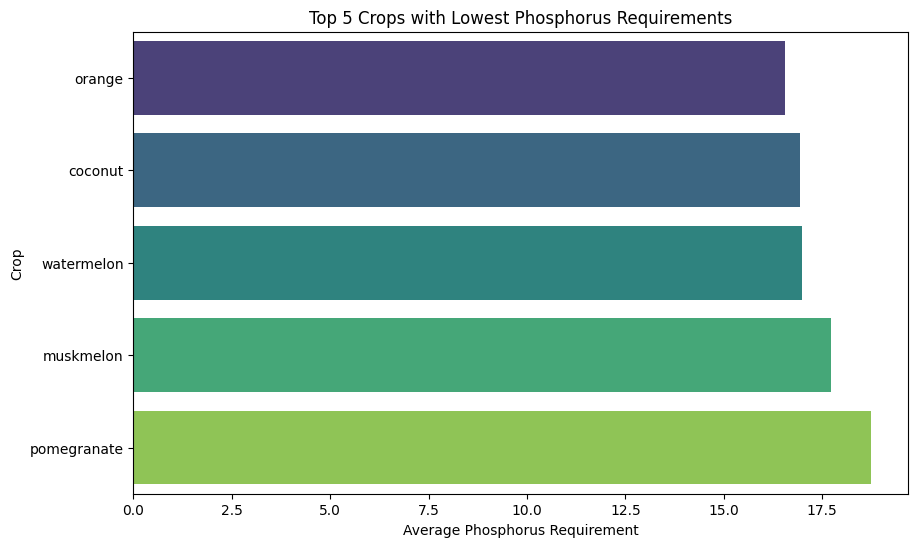 Top 5 Crops with Lowest Phosphorus Requirements
orange
coconut
watermelon
muskmelon
pomegranate
Crop
0.0 2.5 5.0 7.5 10.0 12.5 15.0 17.5
Average Phosphorus Requirement